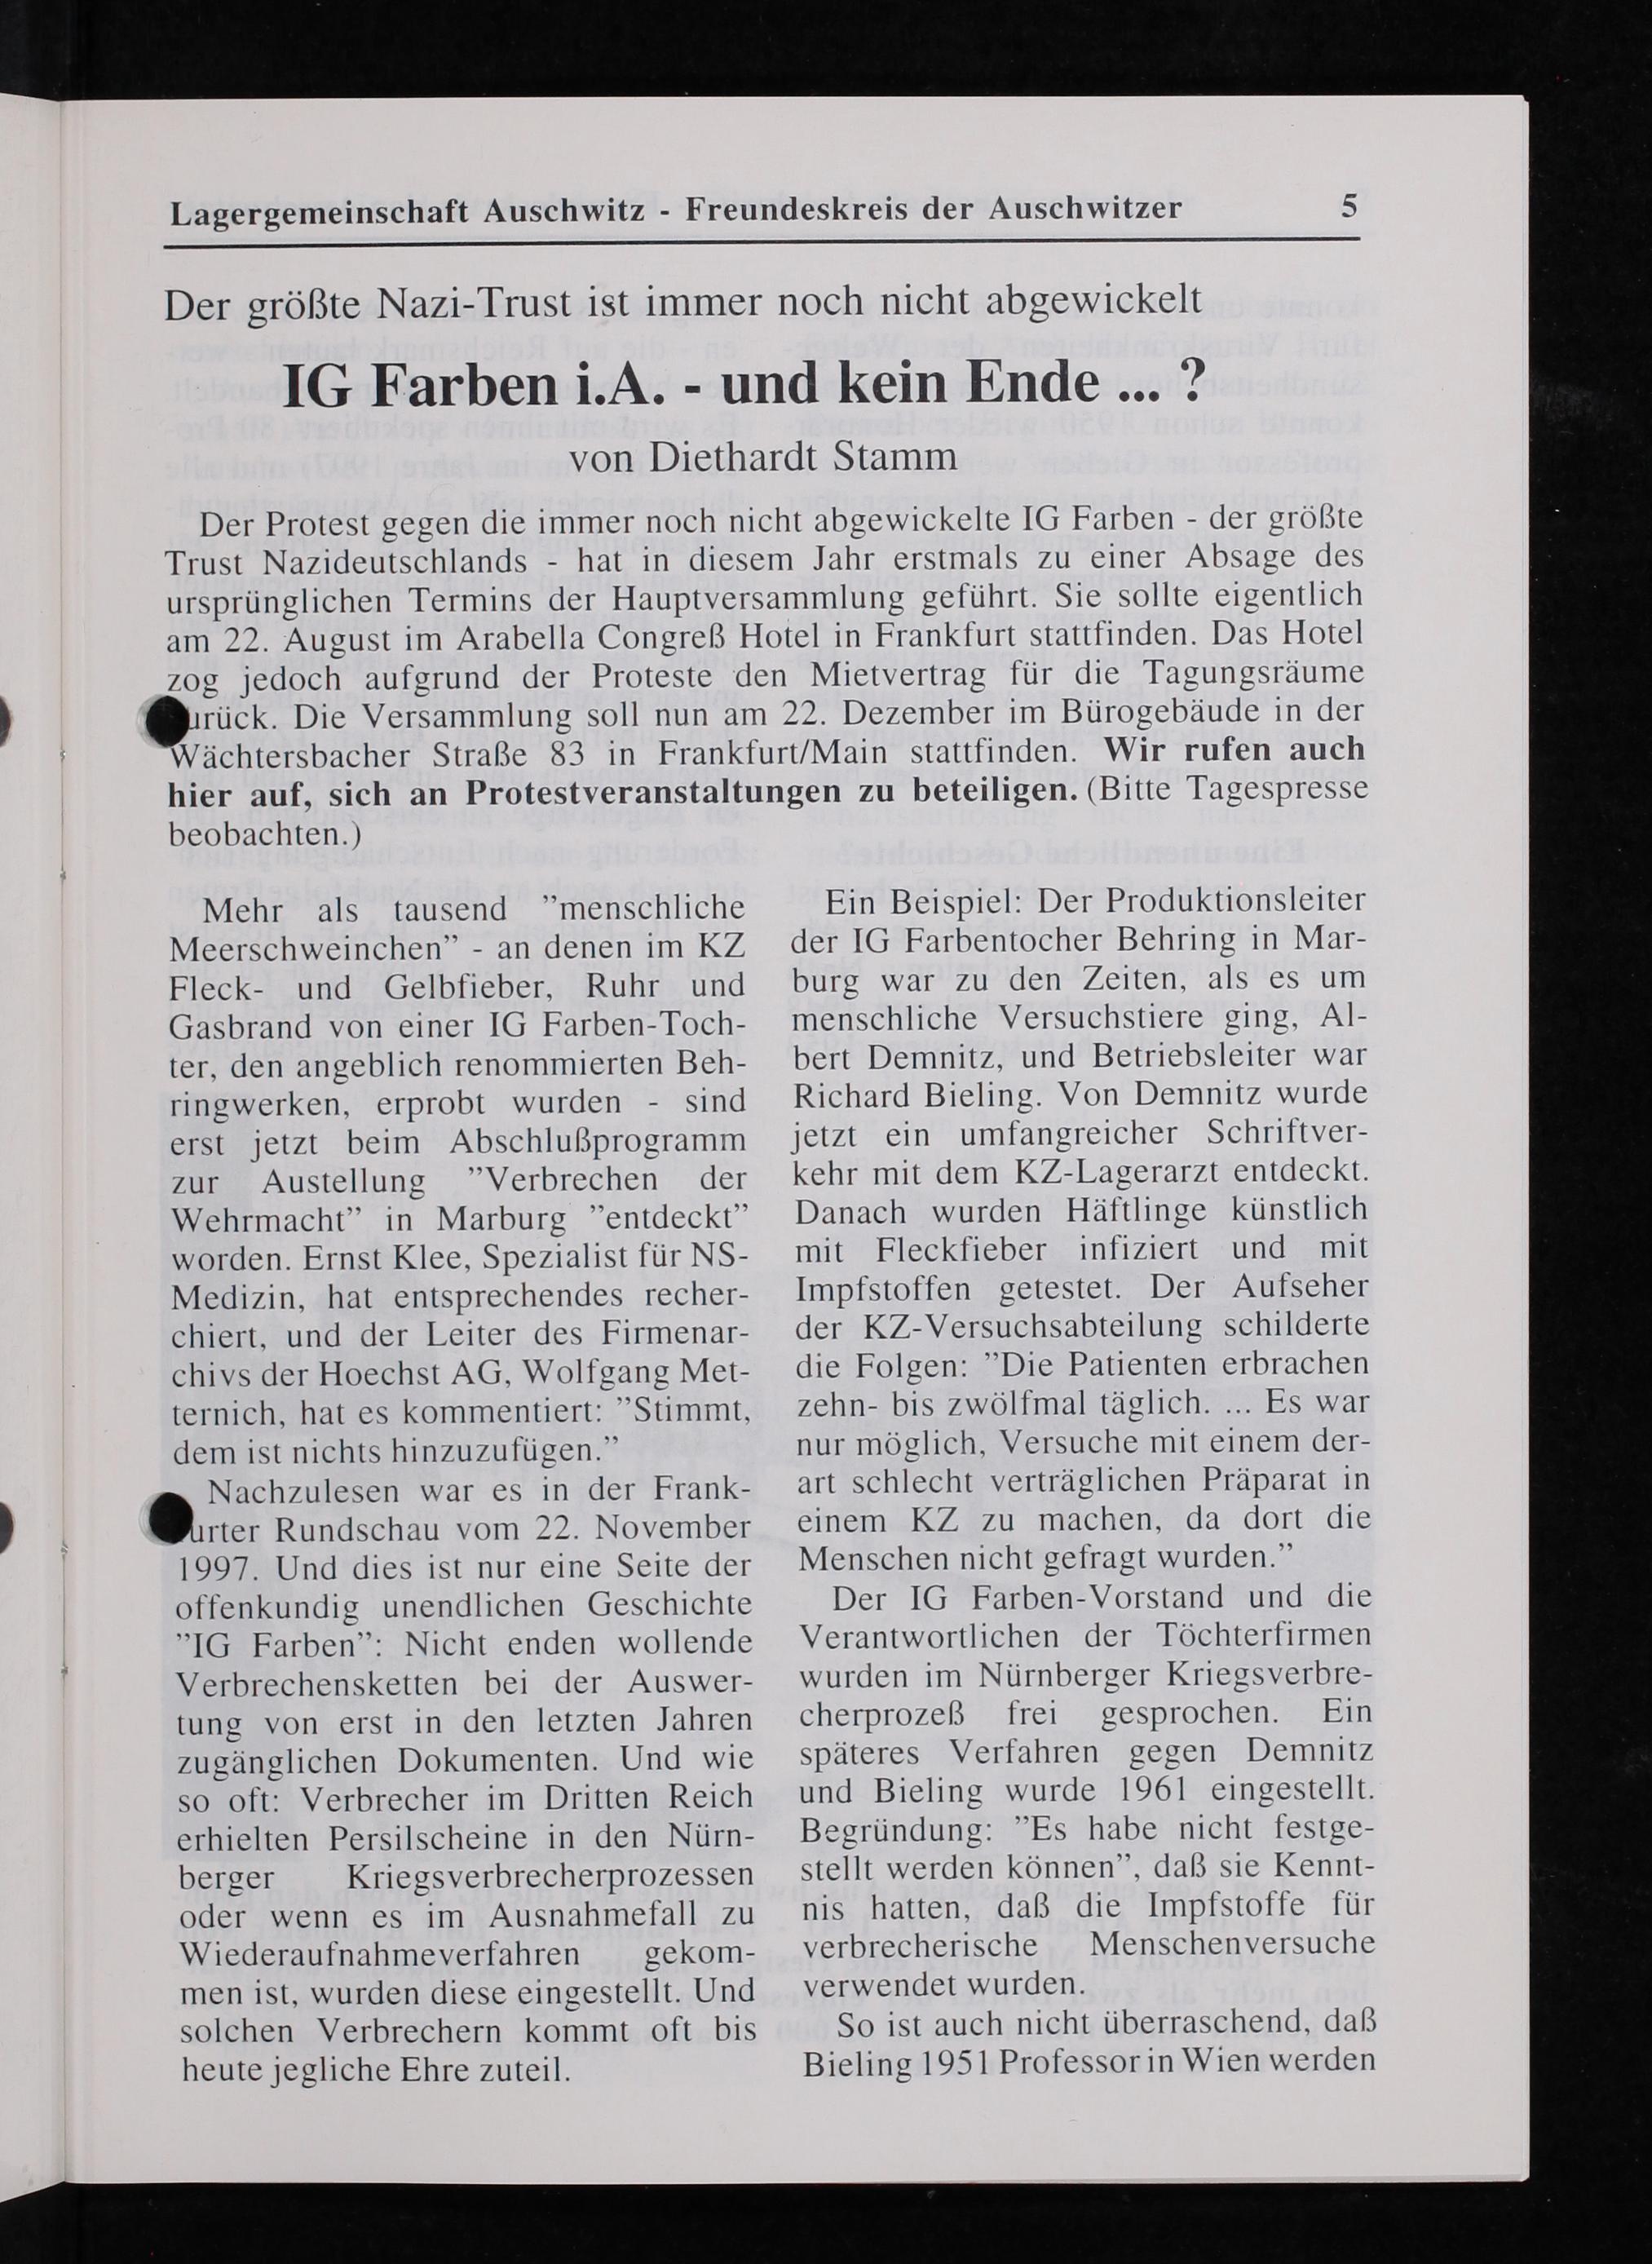 Lagergemeinschaft Auschwitz - Freundeskreis der Auschwitzer 5
Der größte Nazi-Trust ist immer noch nicht abgewickelt
IG Farben i.A. - und kein Ende ... ?
von Diethardt Stamm
Der Protest gegen die immer noch nicht abgewickelte IG Farben - der größte
Trust Nazideutschlands - hat in diesem Jahr erstmals zu einer Absage des
ursprünglichen Termins der Hauptversammlung geführt. Sie sollte eigentlich
am 22. August im Arabella Congreß Hotel in Frankfurt stattfinden. Das Hotel
zog jedoch aufgrund der Proteste den Mietvertrag für die Tagungsräume
urück. Die Versammlung soll nun am 22. Dezember im Bürogebäude in der
Wächtersbacher Straße 83 in Frankfurt/Main stattfinden. Wir rufen auch
hier auf, sich an Protestveranstaltungen zu beteiligen. (Bitte Tagespresse
beobachten.)
Mehr als tausend ”menschliche
Meerschweinchen” - an denen im KZ
Fleck- und Gelbfieber, Ruhr und
Gasbrand von einer IG Farben-Toch-
ter, den angeblich renommierten Beh-
ringwerken, erprobt wurden - sind
erst jetzt beim Abschlußprogramm
zur Austellung ”Verbrechen der
Wehrmacht” in Marburg ”entdeckt”
worden. Ernst Klee, Spezialist für NS-
Medizin, hat entsprechendes recher-
chiert, und der Leiter des Firmenar-
chivs der Hoechst AG, Wolfgang Met-
ternich, hat es kommentiert: ”Stimmt,
dem ist nichts hinzuzufügen.”
Nachzulesen war es in der Frank-
urter Rundschau vom 22. November
1997. Und dies ist nur eine Seite der
offenkundig unendlichen Geschichte
”IG Farben”: Nicht enden wollende
Verbrechensketten bei der Auswer-
tung von erst in den letzten Jahren
zugänglichen Dokumenten. Und wie
so oft: Verbrecher im Dritten Reich
erhielten Persilscheine in den Nürn-
berger Kriegsverbrecherprozessen
oder wenn es im Ausnahmefall zu
Wiederaufnahmeverfahren gekom-
men ist, wurden diese eingestellt. Und
solchen Verbrechern kommt oft bis
heute jegliche Ehre zuteil.
Ein Beispiel: Der Produktionsleiter
der IG Farbentocher Behring in Mar-
burg war zu den Zeiten, als es um
menschliche Versuchstiere ging, Al-
bert Demnitz, und Betriebsleiter war
Richard Bieling. Von Demnitz wurde
jetzt ein umfangreicher Schriftver-
kehr mit dem KZ-Lagerarzt entdeckt.
Danach wurden Häftlinge künstlich
mit Fleckfieber infiziert und mit
Impfstoffen getestet. Der Aufseher
der KZ-Versuchsabteilung schilderte
die Folgen: ”Die Patienten erbrachen
zehn- bis zwölfmal täglich. ... Es war
nur möglich, Versuche mit einem der-
art schlecht verträglichen Präparat in
einem KZ zu machen, da dort die
Menschen nicht gefragt wurden.”
Der IG Farben-Vorstand und die
Verantwortlichen der Töchterfirmen
wurden im Nürnberger Kriegsverbre-
cherprozeß frei gesprochen. Ein
späteres Verfahren gegen Demnitz
und Bieling wurde 1961 eingestellt.
Begründung: ”Es habe nicht festge-
stellt werden können”, daß sie Kennt-
nis hatten, daß die Impfstoffe für
verbrecherische Menschenversuche
verwendet wurden.
So ist auch nicht überraschend, daß
Bieling 1951 Professor in Wien werden